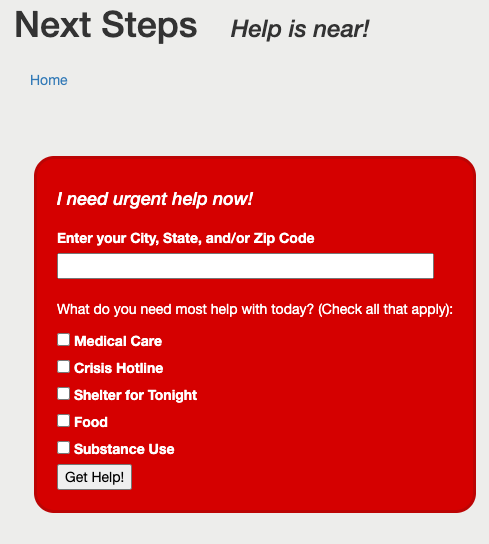 Next Steps Help is near!
Home
I need urgent help now!
Enter your City, State, and/or Zip Code
What do you need most help with today? (Check all that apply):
Medical Care
Crisis Hotline
Shelter for Tonight
Food
Substance Use
Get Help!